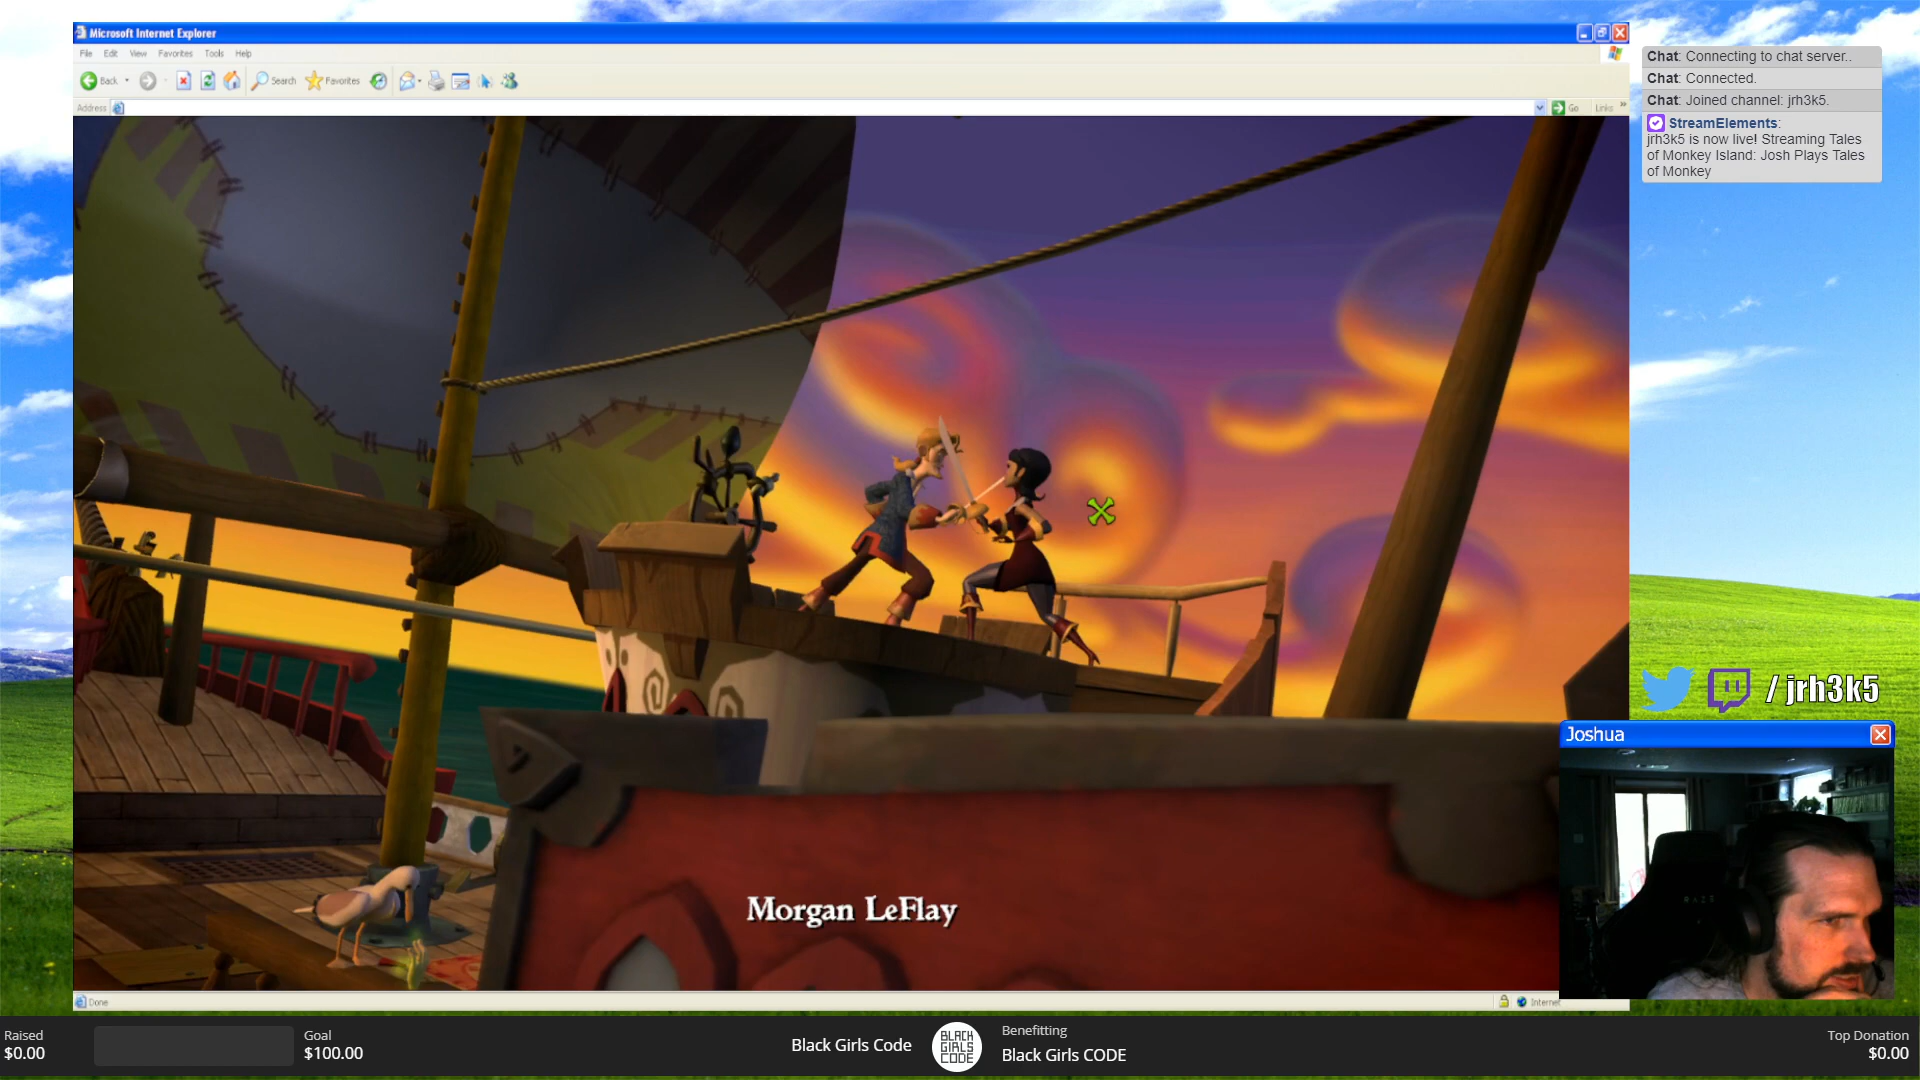 Microsoft Internet Explorer
File Edit View Favorites Tools Help
Back Search Favorites
Address Go Links »
Chat: Connecting to chat server..
Chat: Connected.
Chat: Joined channel: jrh3k5.
StreamElements:
jrh3k5 is now live! Streaming Tales
of Monkey Island: Josh Plays Tales
of Monkey
/ jrh3k5
Joshua
Morgan LeFlay
Done Internet
Raised
$0.00
Goal
$100.00
Black Girls Code
BLACK
GIRLS
CODE
Benefitting
Black Girls CODE
Top Donation
$0.00